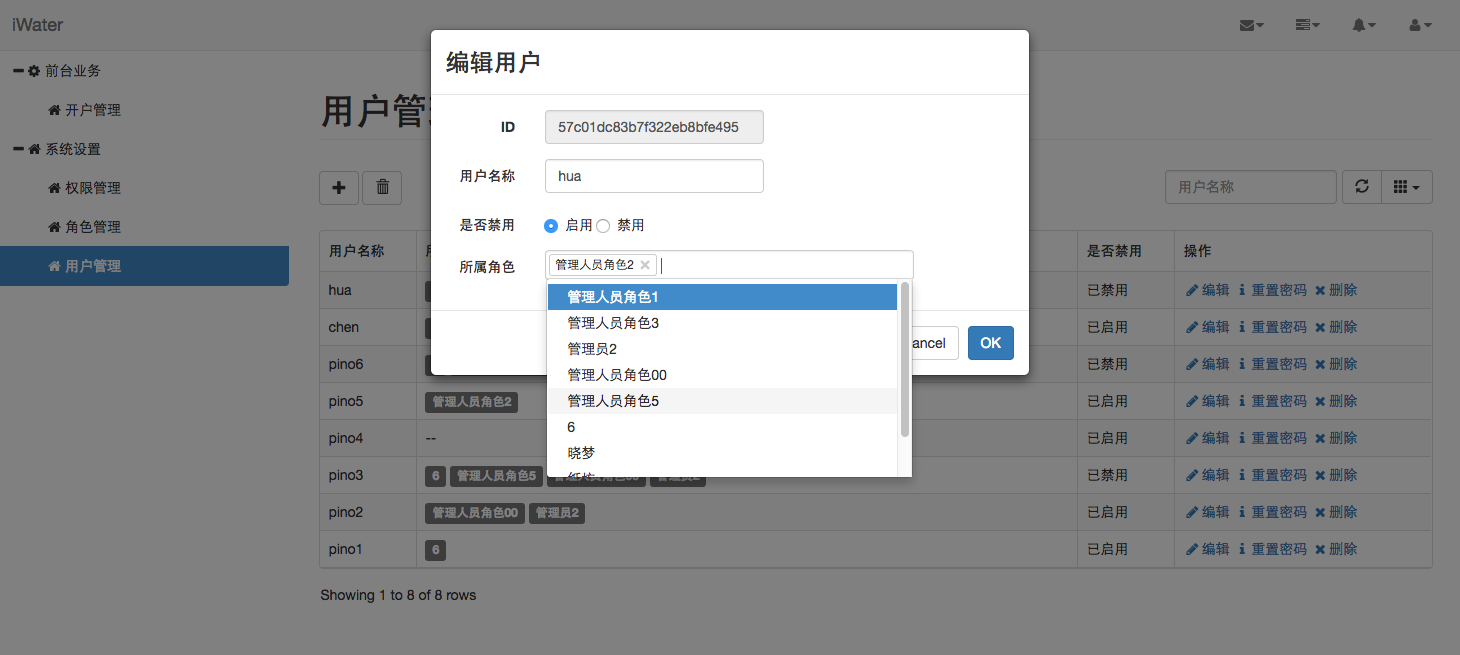 iWater
前台业务
开户管理
系统设置
权限管理
角色管理
用户管理
用户管
用户名称
用户名称 是否禁用 操作
hua 已禁用 编辑 重置密码 删除
chen 已启用 编辑 重置密码 删除
pino6 已禁用 编辑 重置密码 删除
pino5 管理人员角色2 已启用 编辑 重置密码 删除
pino4 -- 已启用 编辑 重置密码 删除
pino3 6 管理人员角色5 管理人员角色00 管理员2 已禁用 编辑 重置密码 删除
pino2 管理人员角色00 管理员2 已启用 编辑 重置密码 删除
pino1 6 已启用 编辑 重置密码 删除
Showing 1 to 8 of 8 rows
编辑用户
ID 57c01dc83b7f322eb8bfe495
用户名称 hua
是否禁用 启用 禁用
所属角色 管理人员角色2
管理人员角色1
管理人员角色3
管理员2
管理人员角色00
管理人员角色5
6
晓梦
ancel OK